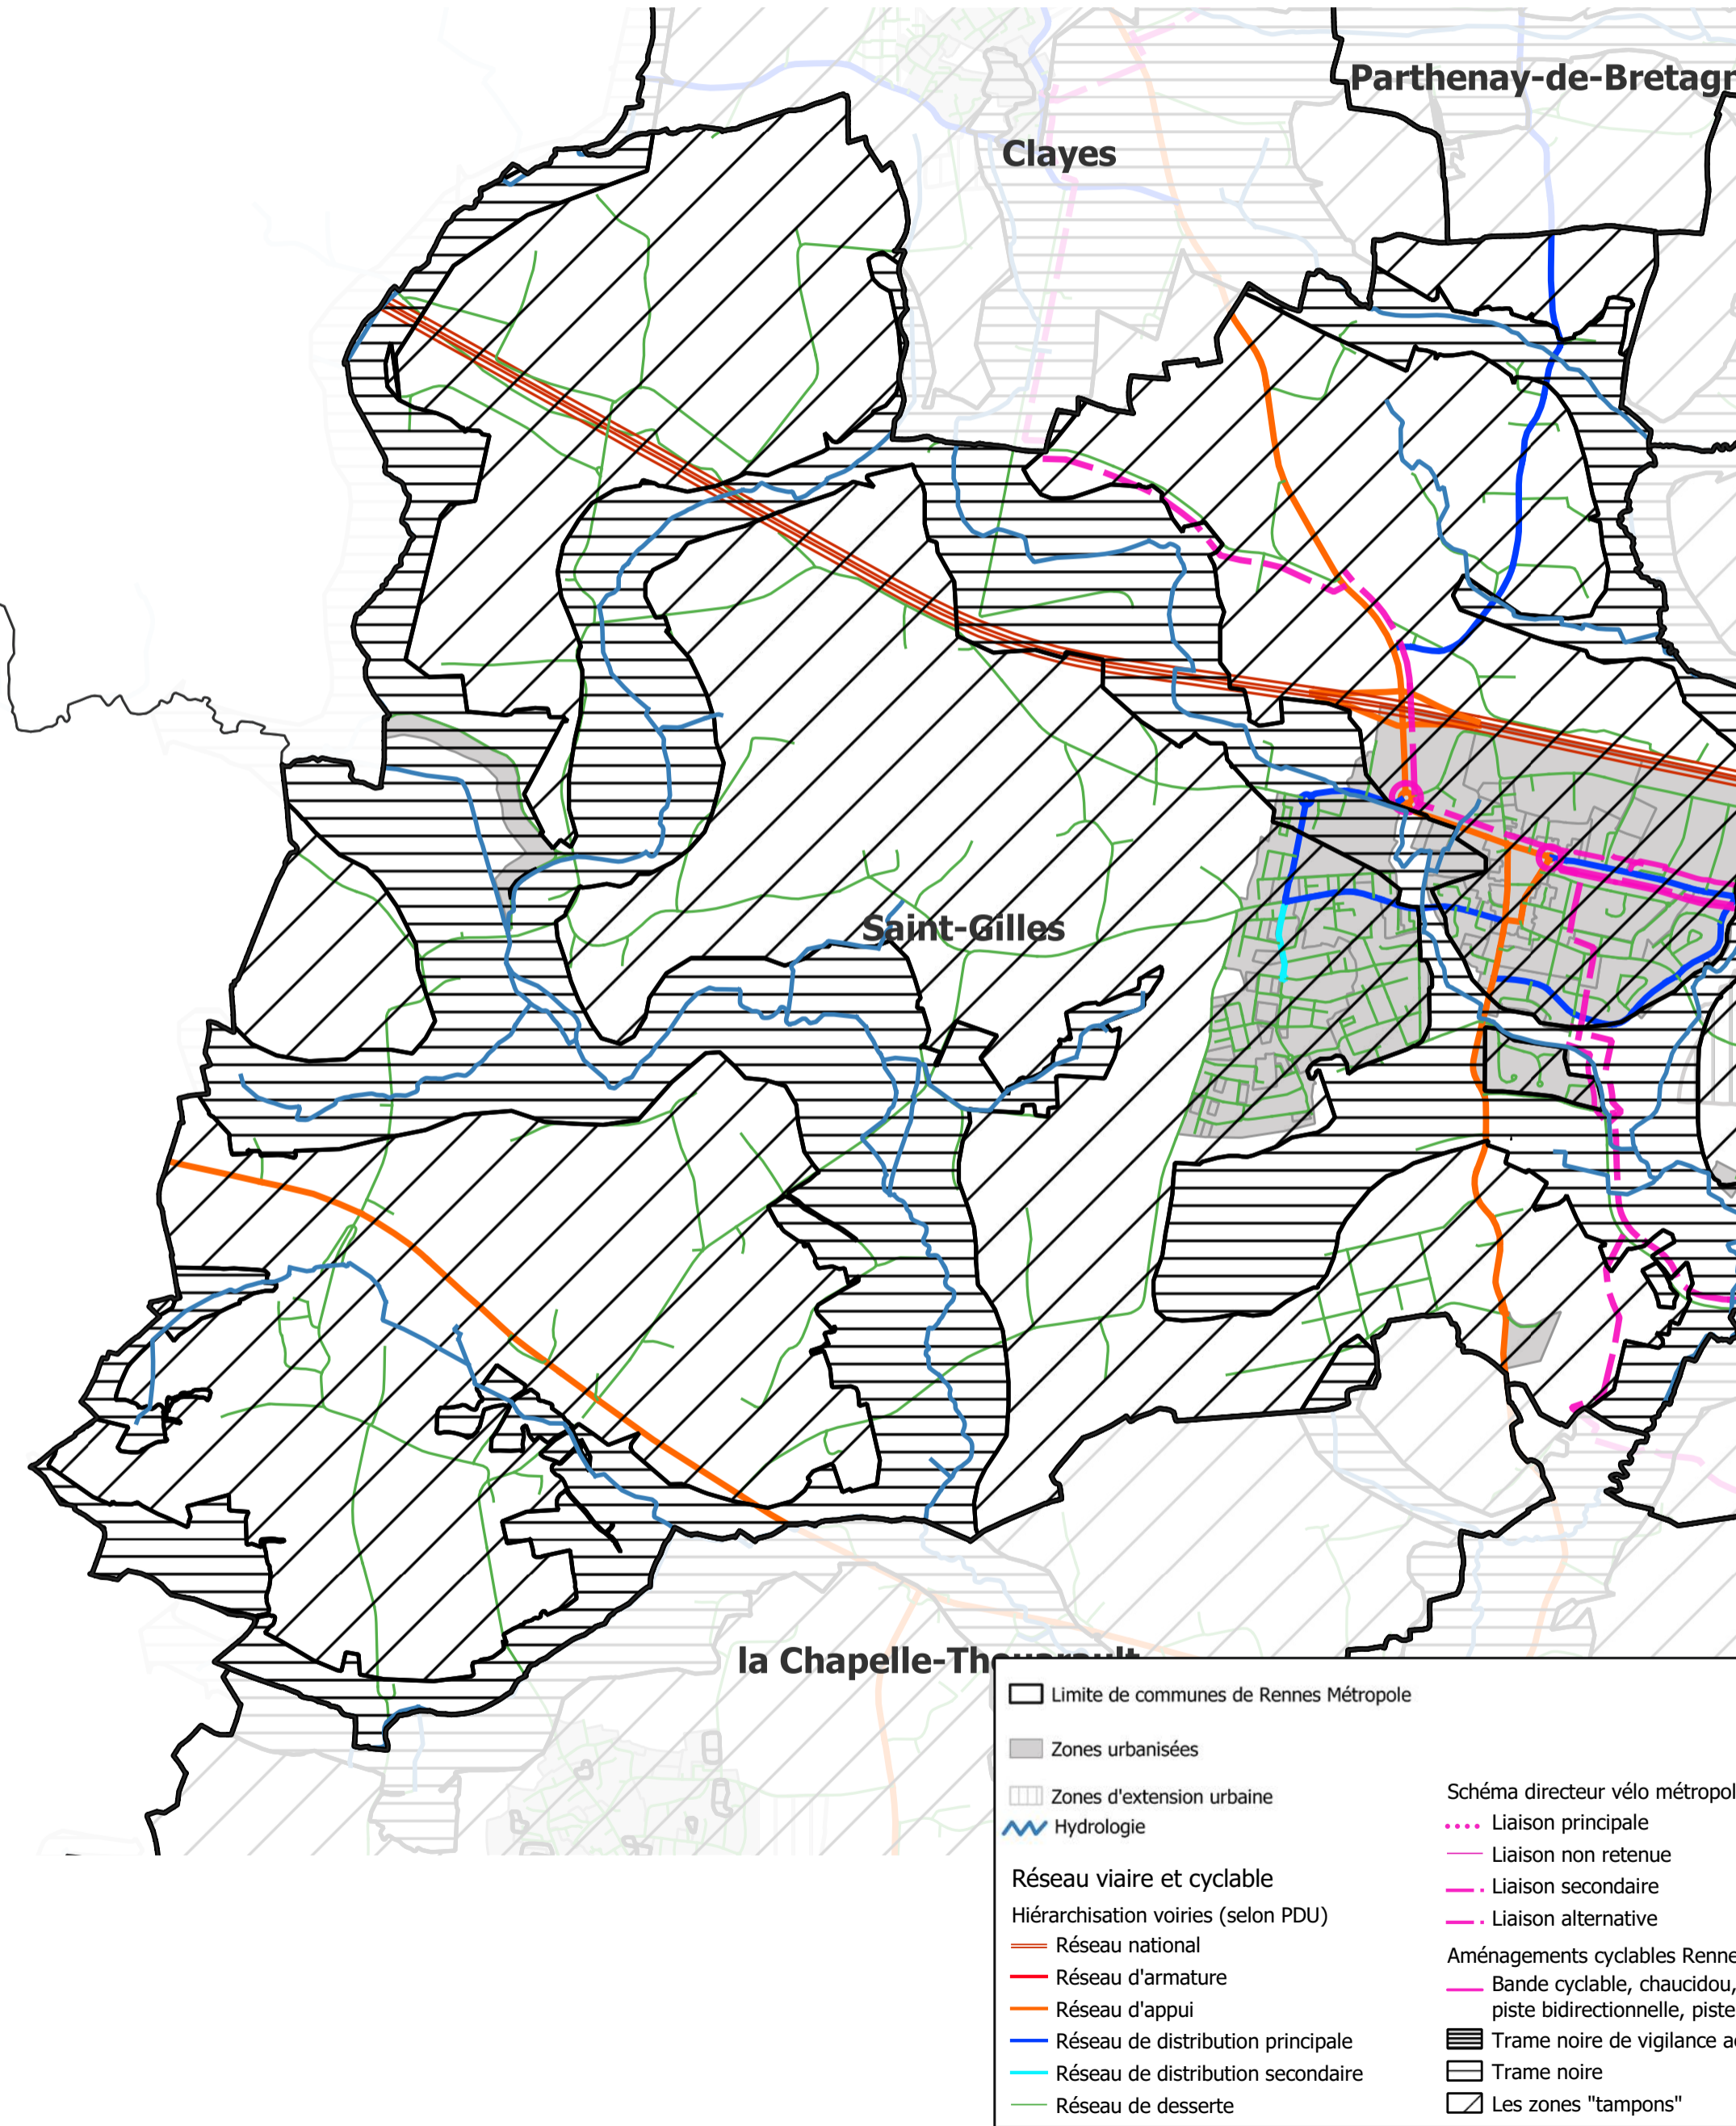 Parthenay-de-Bretagn
Clayes
Saint-Gilles
la Chapelle-Thouarault
Limite de communes de Rennes Métropole
Zones urbanisées
Zones d'extension urbaine
Hydrologie
Réseau viaire et cyclable
Hiérarchisation voiries (selon PDU)
Réseau national
Réseau d'armature
Réseau d'appui
Réseau de distribution principale
Réseau de distribution secondaire
Réseau de desserte
Schéma directeur vélo métropol
Liaison principale
Liaison non retenue
Liaison secondaire
Liaison alternative
Aménagements cyclables Renne
Bande cyclable, chaucidou,
piste bidirectionnelle, piste
Trame noire de vigilance a
Trame noire
Les zones "tampons"